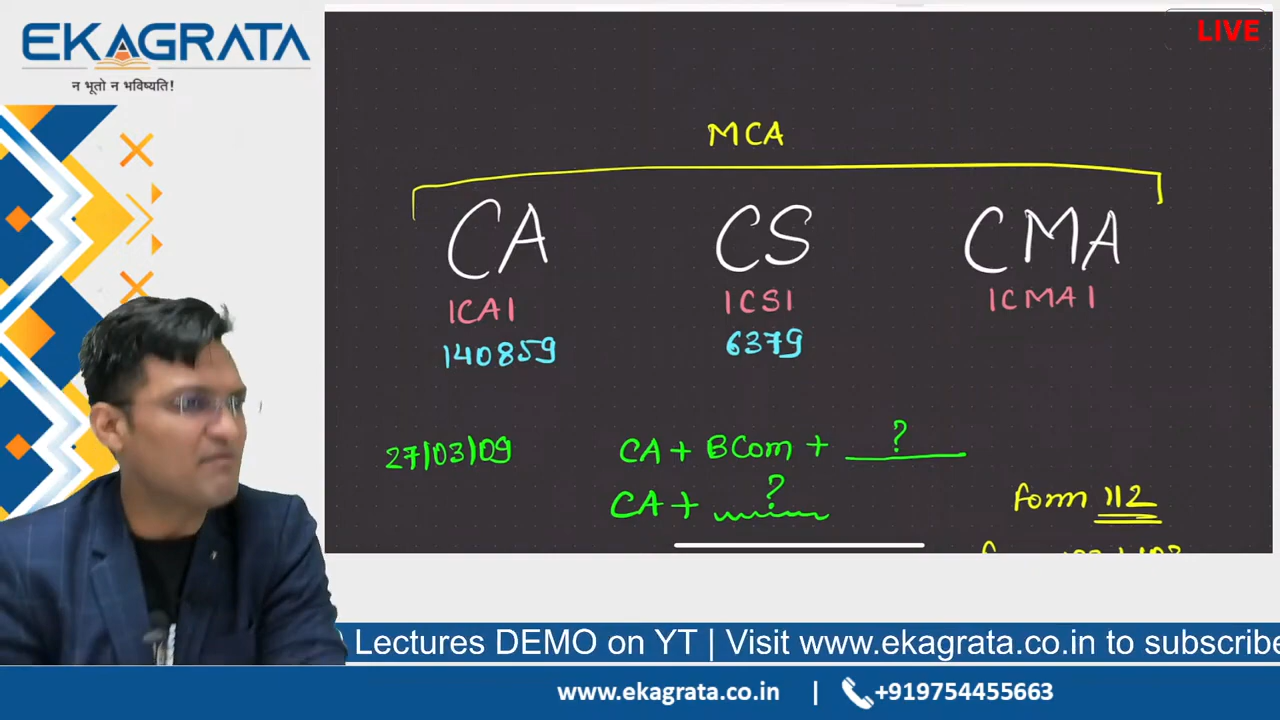 EKAGRATA
न भूतो न भविष्यति!
LIVE
MCA
CA CS CMA
ICAI ICSI ICMAI
140859 6379
27/03/09 CA + BCom + ?
CA + ?
form 112
Lectures DEMO on YT | Visit www.ekagrata.co.in to subscribe
www.ekagrata.co.in | +919754455663